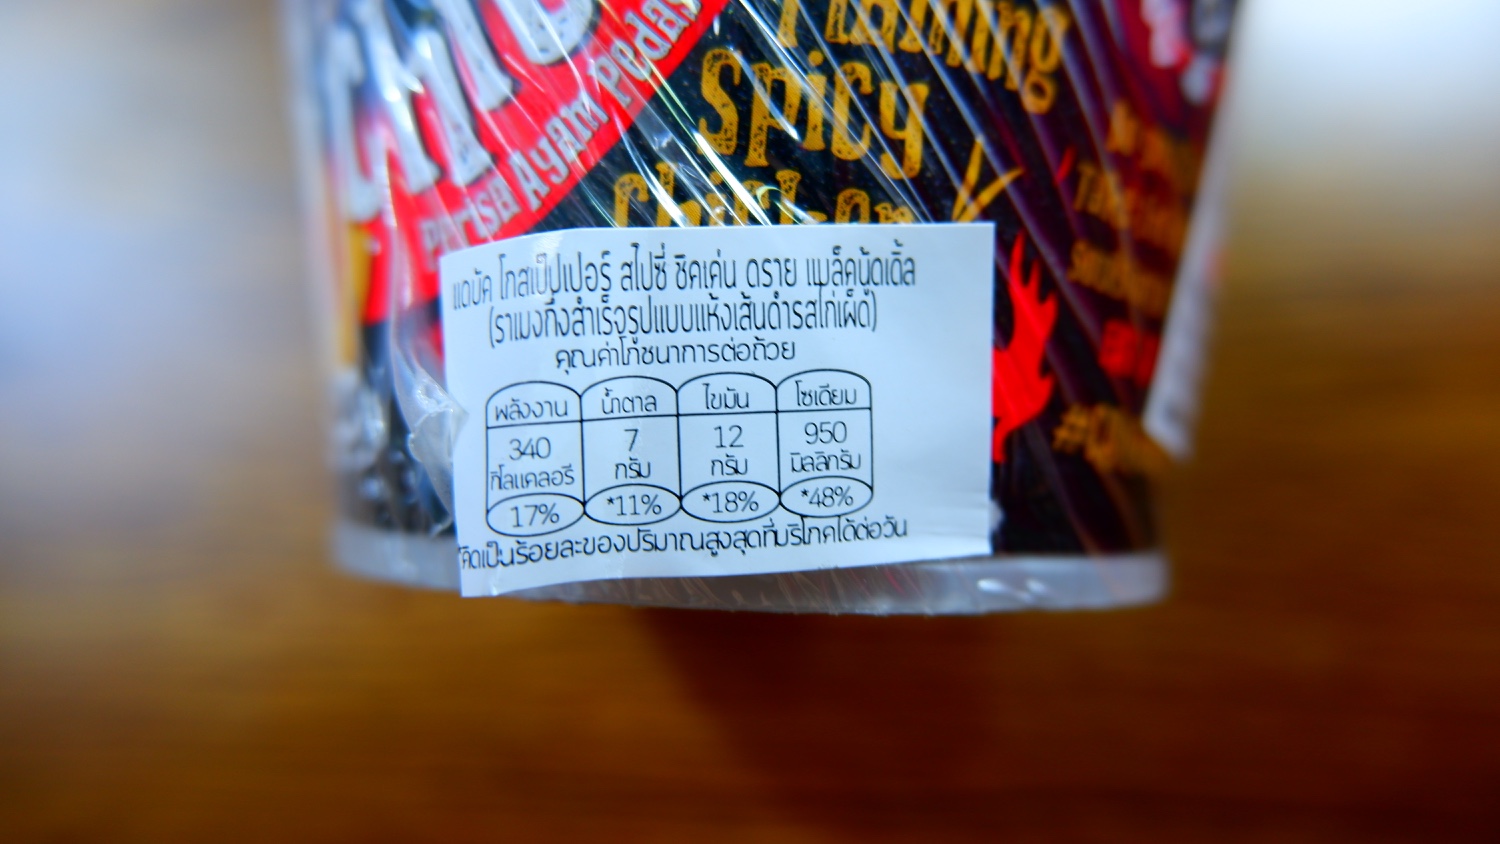 Perisa Ayam Pedas
Flaming
Spicy
Chicken
แดบัค โกสเป็ปเปอร์ สไปซี่ ชิคเค่น ดราย แบล็คนู้ดเดิ้ล
(ราเมงกึ่งสำเร็จรูปแบบแห้งเส้นดำรสไก่เผ็ด)
คุณค่าโภชนาการต่อถ้วย
พลังงาน น้ำตาล ไขมัน โซเดียม
340 7 12 950
กิโลแคลอรี กรัม กรัม มิลลิกรัม
17% *11% *18% *48%
*คิดเป็นร้อยละของปริมาณสูงสุดที่บริโภคได้ต่อวัน